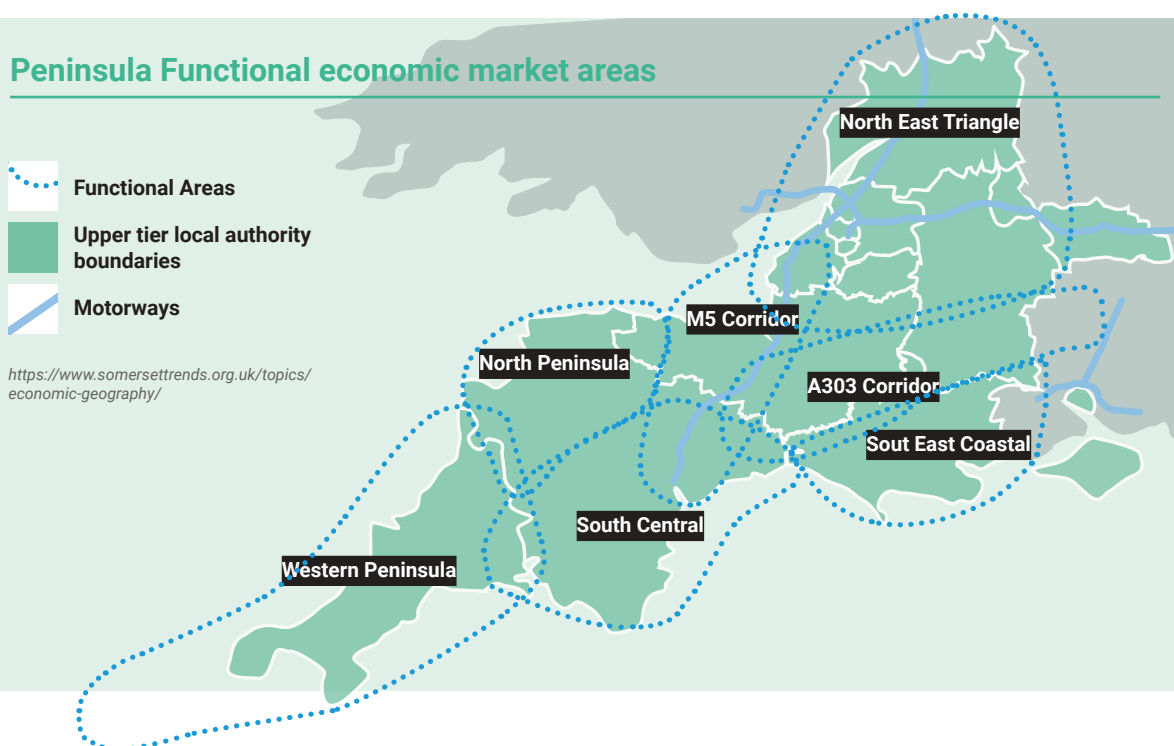 Peninsula Functional economic market areas
Functional Areas
Upper tier local authority
boundaries
Motorways
https://www.somersettrends.org.uk/topics/
economic-geography/
North East Triangle
M5 Corridor
North Peninsula
A303 Corridor
Sout East Coastal
South Central
Western Peninsula